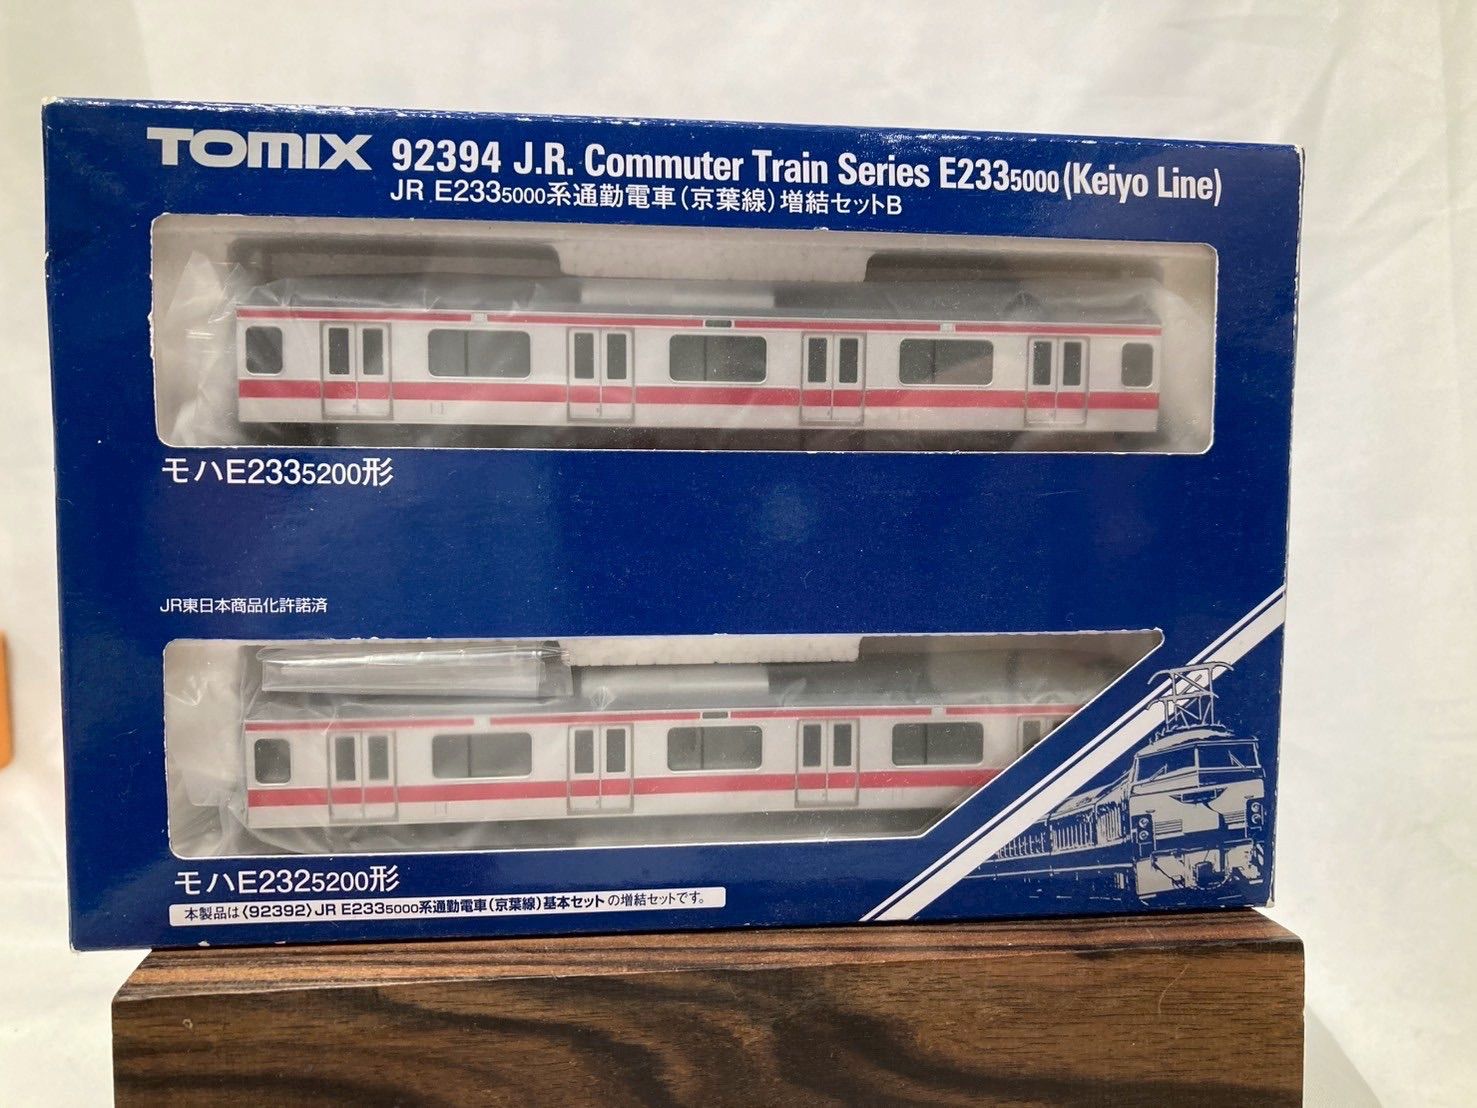 TOMIX 92394 J.R. Commuter Train Series E2335000 (Keiyo Line)
JR E2335000系通勤電車(京葉線)増結セットB
モハE2335200形
JR東日本商品化許諾済
モハE2325200形
本製品は〈92392〉JR E2335000系通勤電車(京葉線)基本セット の増結セットです。